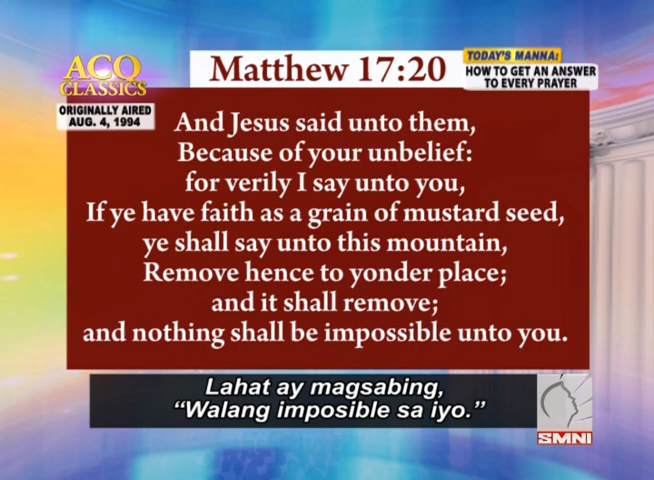 ACQ
CLASSICS
ORIGINALLY AIRED
AUG. 4, 1994
Matthew 17:20
TODAY'S MANNA:
HOW TO GET AN ANSWER
TO EVERY PRAYER
And Jesus said unto them,
Because of your unbelief:
for verily I say unto you,
If ye have faith as a grain of mustard seed,
ye shall say unto this mountain,
Remove hence to yonder place;
and it shall remove;
and nothing shall be impossible unto you.
Lahat ay magsabing,
“Walang imposible sa iyo.”
SMNI